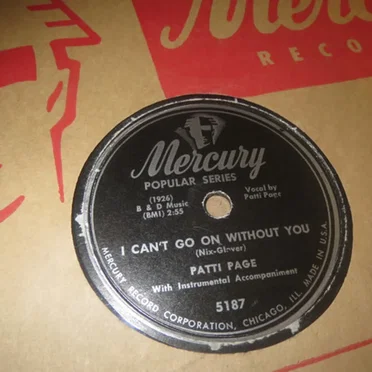 Mercury
RECO
Mercury
POPULAR SERIES
(1926)
B & D Music
(BMI) 2:55
Vocal by
Patti Page
I CAN'T GO ON WITHOUT YOU
(Nix-Glover)
PATTI PAGE
With Instrumental Accompaniment
5187
MERCURY RECORD CORPORATION, CHICAGO, ILL. MADE IN U.S.A.